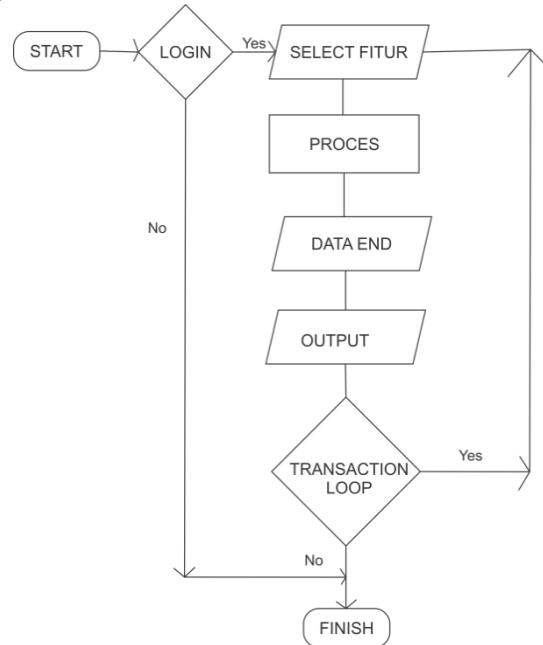 START
LOGIN
Yes
SELECT FITUR
PROCES
No
DATA END
OUTPUT
TRANSACTION
LOOP
Yes
No
FINISH